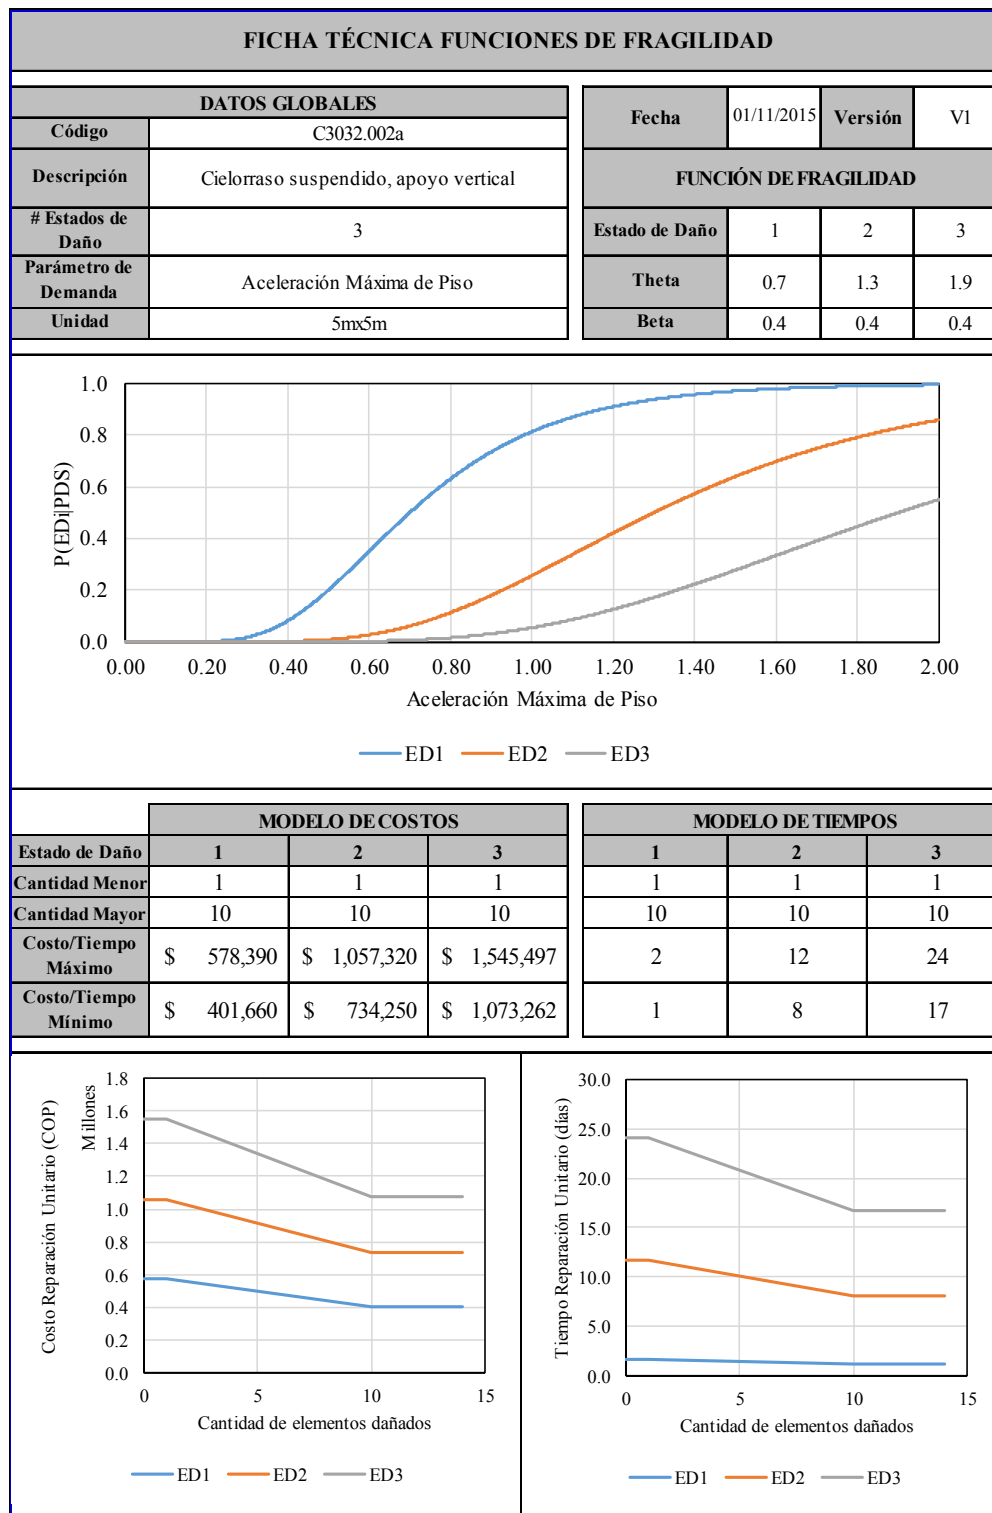 FICHA TÉCNICA FUNCIONES DE FRAGILIDAD
DATOS GLOBALES
Código C3032.002a
Descripción Cielorraso suspendido, apoyo vertical
# Estados de Daño 3
Parámetro de Demanda Aceleración Máxima de Piso
Unidad 5mx5m
Fecha 01/11/2015 Versión V1
FUNCIÓN DE FRAGILIDAD
Estado de Daño 1 2 3
Theta 0.7 1.3 1.9
Beta 0.4 0.4 0.4
P(EDi|PDS)
1.0
0.8
0.6
0.4
0.2
0.0
0.00 0.20 0.40 0.60 0.80 1.00 1.20 1.40 1.60 1.80 2.00
Aceleración Máxima de Piso
ED1 ED2 ED3
MODELO DE COSTOS MODELO DE TIEMPOS
Estado de Daño 1 2 3 1 2 3
Cantidad Menor 1 1 1 1 1 1
Cantidad Mayor 10 10 10 10 10 10
Costo/Tiempo Máximo $ 578,390 $ 1,057,320 $ 1,545,497 2 12 24
Costo/Tiempo Mínimo $ 401,660 $ 734,250 $ 1,073,262 1 8 17
Costo Reparación Unitario (COP)
Millones
1.8
1.6
1.4
1.2
1.0
0.8
0.6
0.4
0.2
0.0
0 5 10 15
Cantidad de elementos dañados
ED1 ED2 ED3
Tiempo Reparación Unitario (días)
30.0
25.0
20.0
15.0
10.0
5.0
0.0
0 5 10 15
Cantidad de elementos dañados
ED1 ED2 ED3